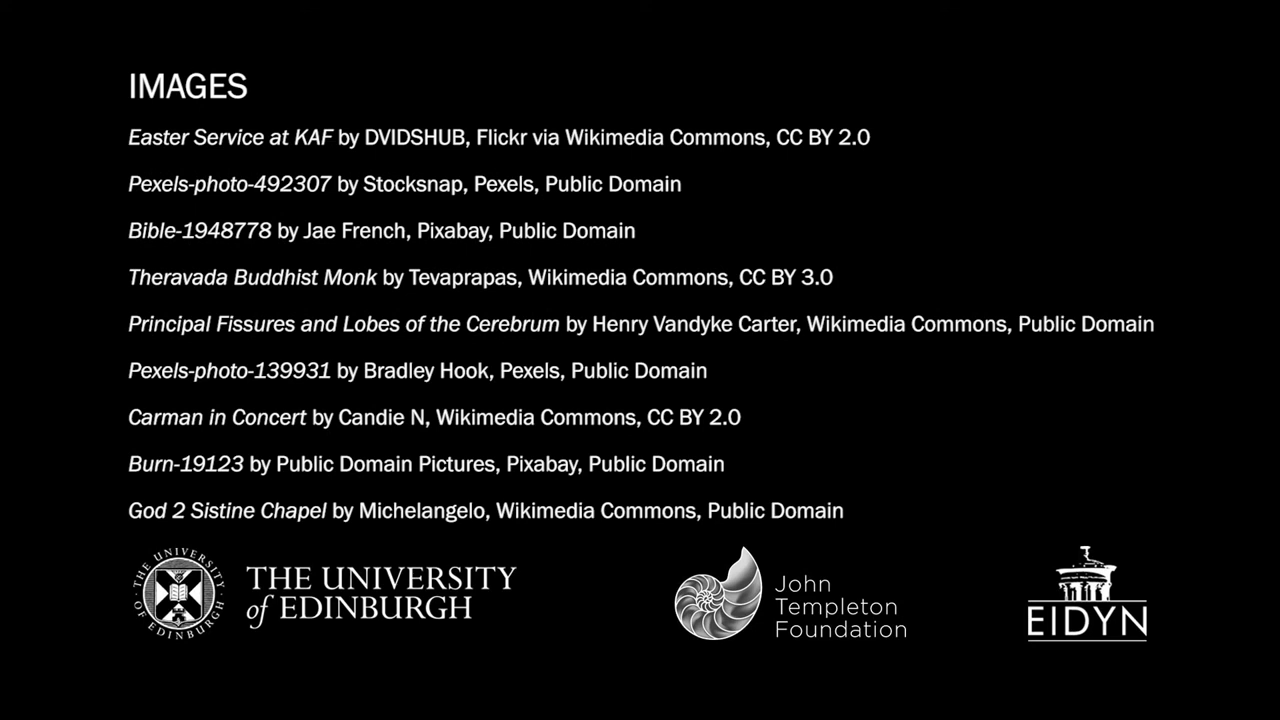 IMAGES
Easter Service at KAF by DVIDSHUB, Flickr via Wikimedia Commons, CC BY 2.0
Pexels-photo-492307 by Stocksnap, Pexels, Public Domain
Bible-1948778 by Jae French, Pixabay, Public Domain
Theravada Buddhist Monk by Tevaprapas, Wikimedia Commons, CC BY 3.0
Principal Fissures and Lobes of the Cerebrum by Henry Vandyke Carter, Wikimedia Commons, Public Domain
Pexels-photo-139931 by Bradley Hook, Pexels, Public Domain
Carman in Concert by Candie N, Wikimedia Commons, CC BY 2.0
Burn-19123 by Public Domain Pictures, Pixabay, Public Domain
God 2 Sistine Chapel by Michelangelo, Wikimedia Commons, Public Domain
THE UNIVERSITY OF EDINBURGH
THE UNIVERSITY
of EDINBURGH
John
Templeton
Foundation
EIDYN